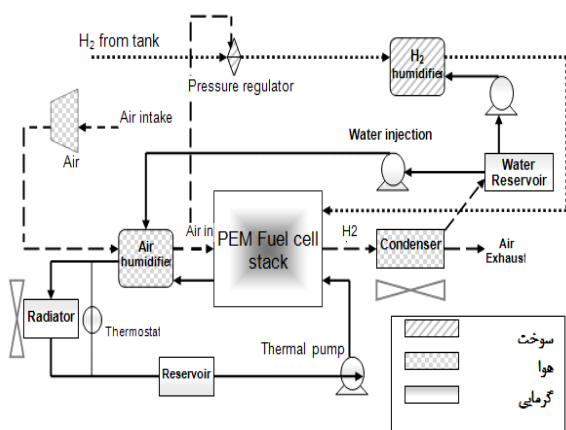 H2 from tank
H2
humidifier
Pressure regulator
Air intake
Air
Water injection
Water
Reservoir
Air in
PEM Fuel cell
stack
H2
Condenser
Air
Exhaust
Air
humidifier
Radiator
Thermostat
Thermal pump
Reservoir
سوخت
هوا
گرمایی